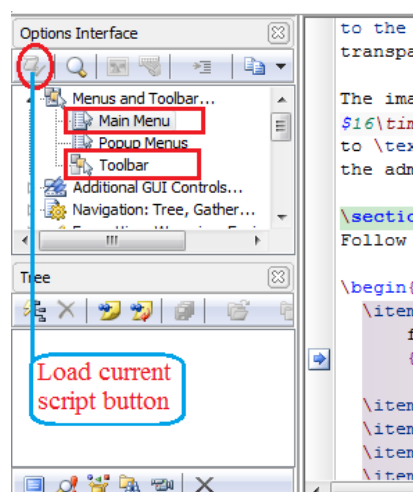 Options Interface
Menus and Toolbar...
Main Menu
Popup Menus
Toolbar
Additional GUI Controls...
Navigation: Tree, Gather...
Tree
Load current
script button
to the
transpa
The ima
$16\tim
to \tex
the adm
\sectio
Follow
\begin{
\item
f
{
\item
\item
\item
\item